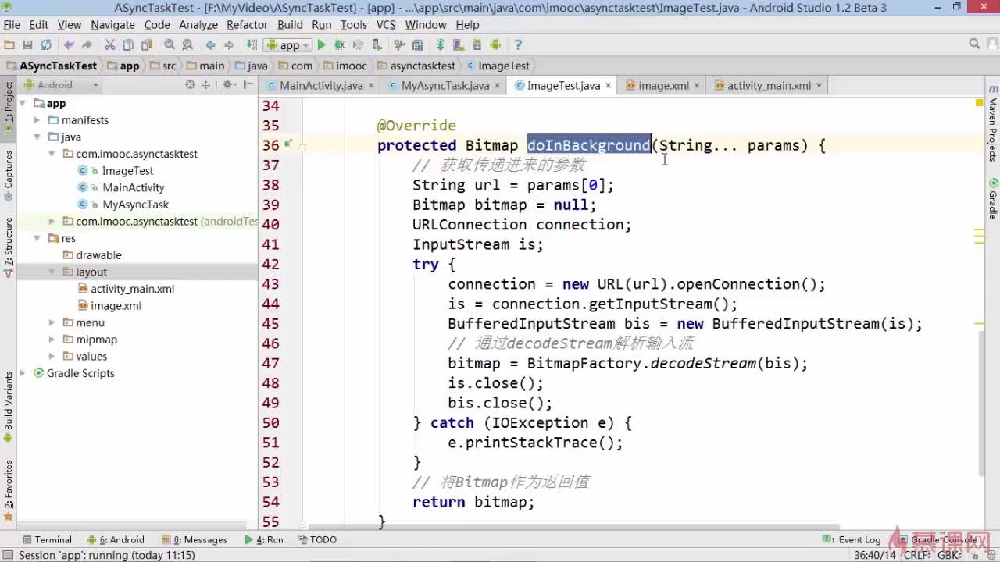 ASyncTaskTest - [F:\MyVideo\ASyncTaskTest] - [app] - ...\app\src\main\java\com\imooc\asynctasktest\ImageTest.java - Android Studio 1.2 Beta 3
File Edit View Navigate Code Analyze Refactor Build Run Tools VCS Window Help
app
ASyncTaskTest app src main java com imooc asynctasktest ImageTest
Android
MainActivity.java MyAsyncTask.java ImageTest.java image.xml activity_main.xml
1: Project
Captures
Z: Structure
Build Variants
2: Favorites
app
manifests
java
com.imooc.asynctasktest
ImageTest
MainActivity
MyAsyncTask
com.imooc.asynctasktest (androidTes
res
drawable
layout
activity_main.xml
image.xml
menu
mipmap
values
Gradle Scripts
34
35 @Override
36 protected Bitmap doInBackground(String... params) {
37 // 获取传递进来的参数
38 String url = params[0];
39 Bitmap bitmap = null;
40 URLConnection connection;
41 InputStream is;
42 try {
43 connection = new URL(url).openConnection();
44 is = connection.getInputStream();
45 BufferedInputStream bis = new BufferedInputStream(is);
46 // 通过decodeStream解析输入流
47 bitmap = BitmapFactory.decodeStream(bis);
48 is.close();
49 bis.close();
50 } catch (IOException e) {
51 e.printStackTrace();
52 }
53 // 将Bitmap作为返回值
54 return bitmap;
55 }
m Maven Projects
Gradle
Terminal 6: Android 0: Messages 4: Run TODO
1 Event Log Gradle Console
Session 'app': running (today 11:15)
36:40/14 CRLF÷ GBK÷
慕课网